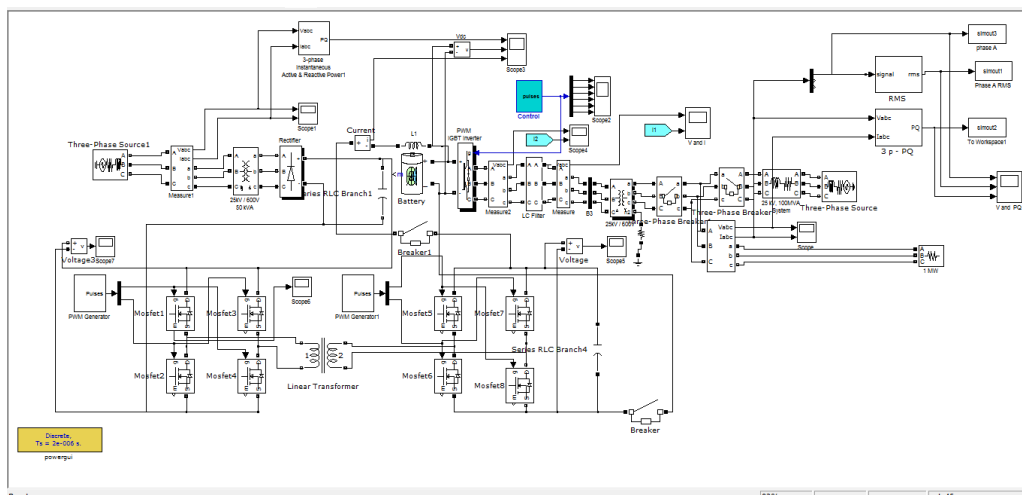 Vabc
Iabc
PQ
3-phase
Instantaneous
Active & Reactive Power1
Vdc
Scope3
simout3
phase A
signal
rms
RMS
simout1
Phase A RMS
Vabc
Iabc
PQ
3 p - PQ
simout2
To Workspace1
V and PQ
pulses
Control
Scope2
Scope1
Scope4
I2
I1
V and I
Three-Phase Source1
Measure1
25kV / 600V
50 kVA
Rectifier
Series RLC Branch1
Current
L1
Battery
PWM
IGBT Inverter
Measure2
LC Filter
Measure
B3
25kV / 600V
Three-Phase Breaker
25 kV, 100MVA
System
Three-Phase Source
Vabc
Iabc
Scope
1 MW
Voltage3
Scope7
Breaker1
Voltage
Scope5
Pulses
PWM Generator
Mosfet1
Mosfet3
Scope6
Pulses
PWM Generator1
Mosfet5
Mosfet7
Mosfet2
Mosfet4
1
2
Linear Transformer
Mosfet6
Mosfet8
Series RLC Branch4
Breaker
Discrete,
Ts = 2e-006 s.
powergui